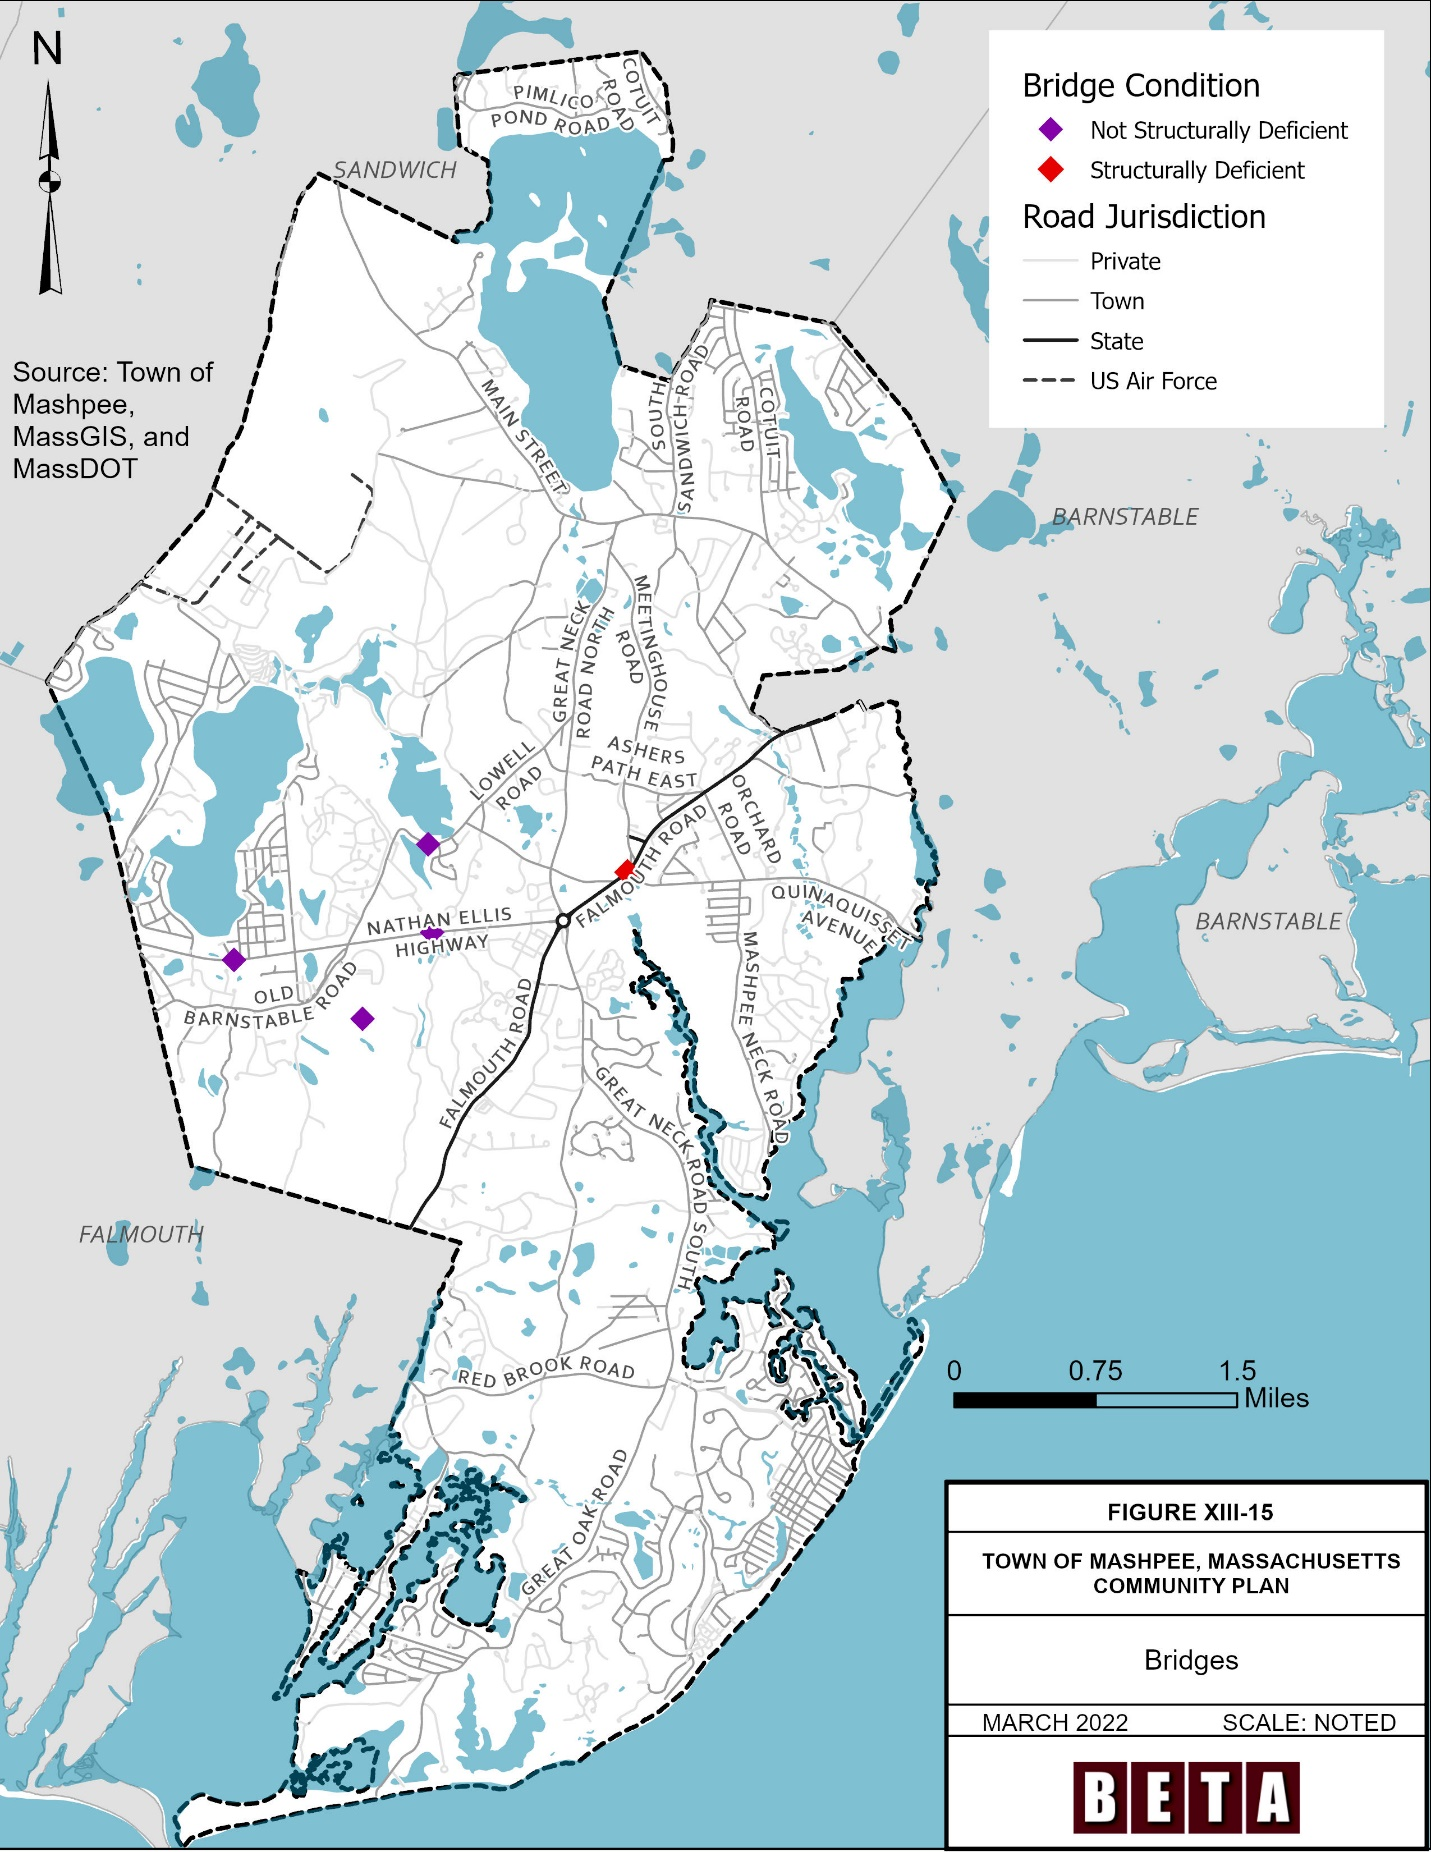 N
Bridge Condition
Not Structurally Deficient
Structurally Deficient
Road Jurisdiction
Private
Town
State
US Air Force
Source: Town of
Mashpee,
MassGIS, and
MassDOT
PIMLICO
POND ROAD
COTUIT
ROAD
SANDWICH
MAIN STREET
SOUTH
SANDWICH ROAD
COTUIT
ROAD
BARNSTABLE
GREAT NECK
ROAD NORTH
MEETINGHOUSE
ROAD
LOWELL
ROAD
ASHERS
PATH EAST
ORCHARD
ROAD
FALMOUTH ROAD
QUINAQUISSET
AVENUE
NATHAN ELLIS
HIGHWAY
BARNSTABLE
OLD
BARNSTABLE ROAD
MASHPEE NECK ROAD
FALMOUTH ROAD
GREAT NECK ROAD SOUTH
FALMOUTH
RED BROOK ROAD
GREAT OAK ROAD
0 0.75 1.5
Miles
FIGURE XIII-15
TOWN OF MASHPEE, MASSACHUSETTS
COMMUNITY PLAN
Bridges
MARCH 2022 SCALE: NOTED
BETA